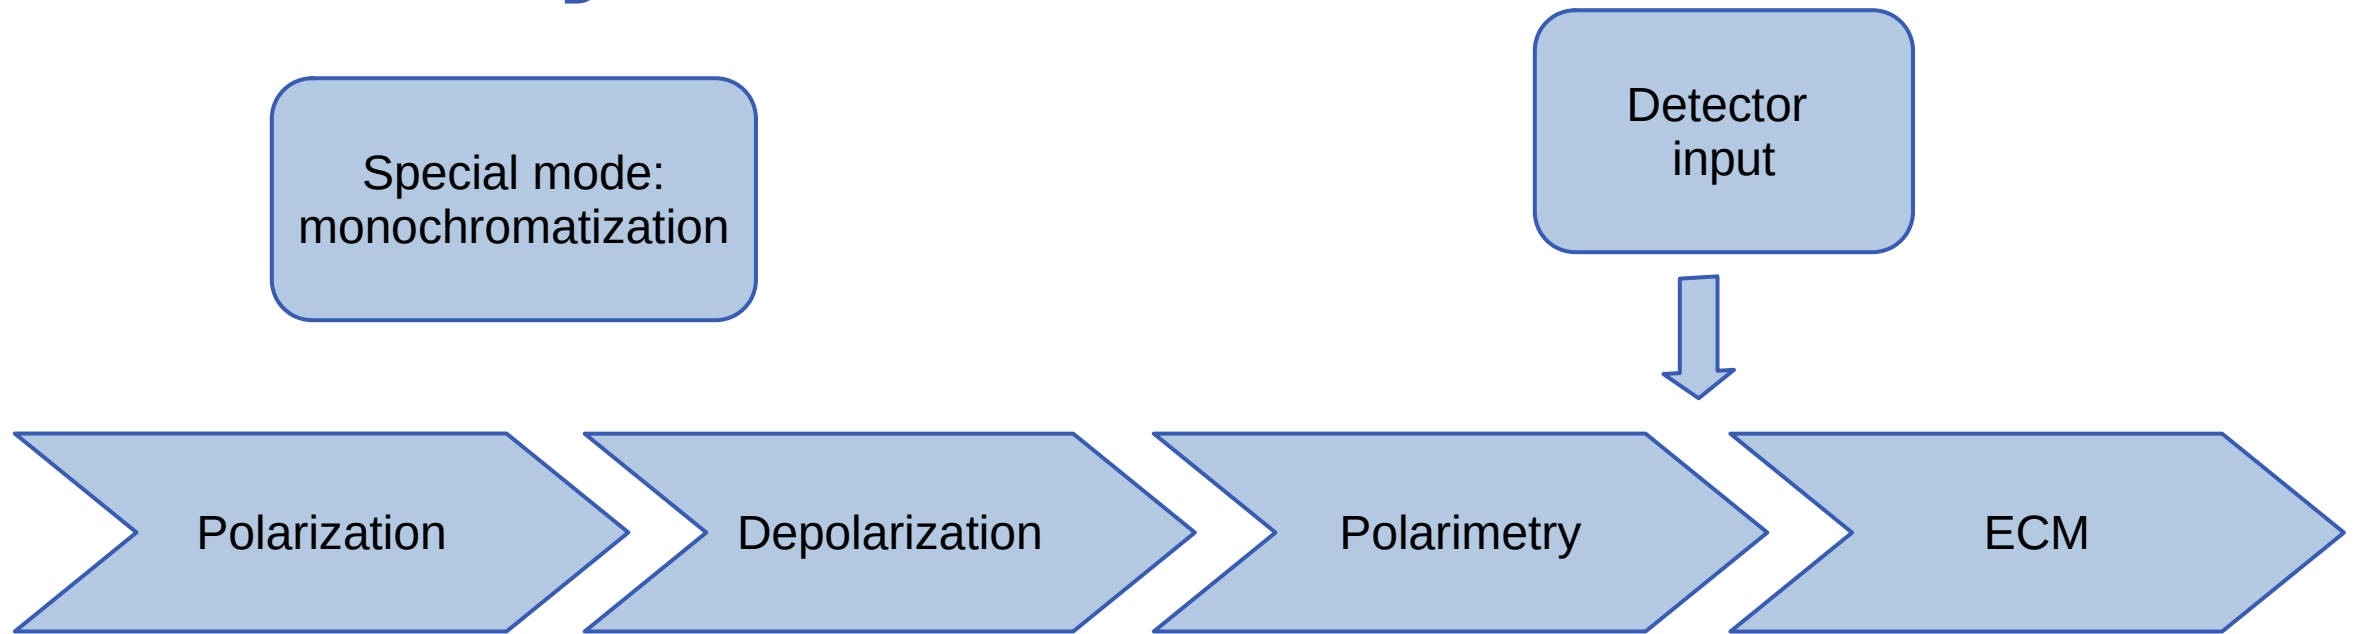 Special mode:
monochromatization
Detector
input
Polarization
Depolarization
Polarimetry
ECM